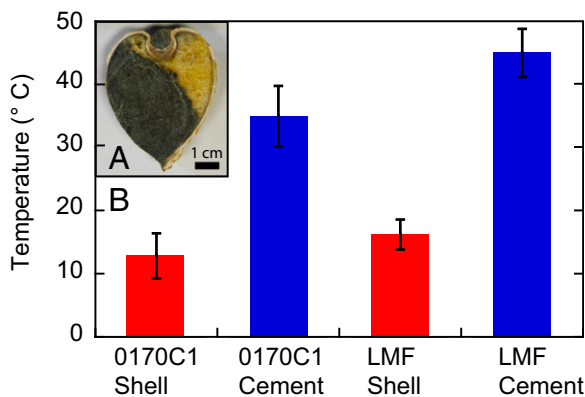 50
40
30
20
10
0
Temperature (° C)
A
1 cm
B
0170C1
Shell
0170C1
Cement
LMF
Shell
LMF
Cement